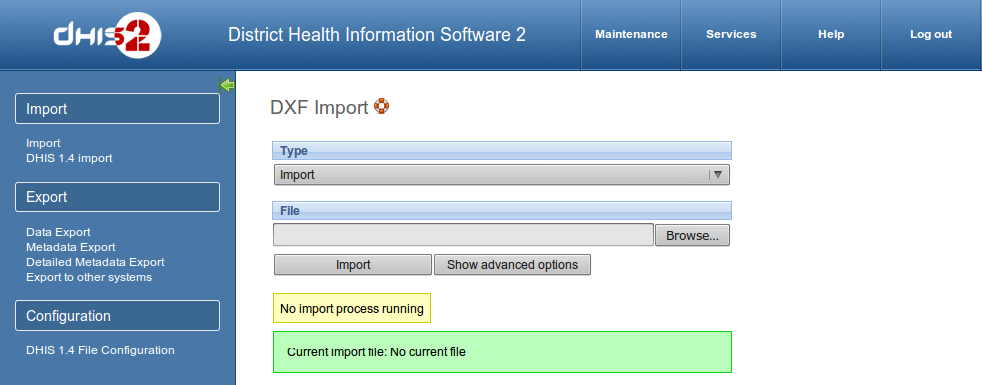 dhis2
District Health Information Software 2
Maintenance
Services
Help
Log out
Import
Import
DHIS 1.4 import
Export
Data Export
Metadata Export
Detailed Metadata Export
Export to other systems
Configuration
DHIS 1.4 File Configuration
DXF Import
Type
Import
File
Browse...
Import
Show advanced options
No import process running
Current import file: No current file